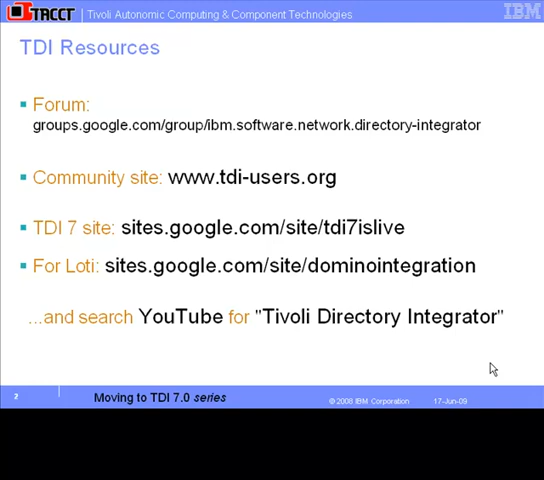 TACCT | Tivoli Autonomic Computing & Component Technologies IBM
TDI Resources
Forum:
groups.google.com/group/ibm.software.network.directory-integrator
Community site: www.tdi-users.org
TDI 7 site: sites.google.com/site/tdi7islive
For Loti: sites.google.com/site/dominointegration
...and search YouTube for "Tivoli Directory Integrator"
2 Moving to TDI 7.0 series © 2008 IBM Corporation 17-Jun-09